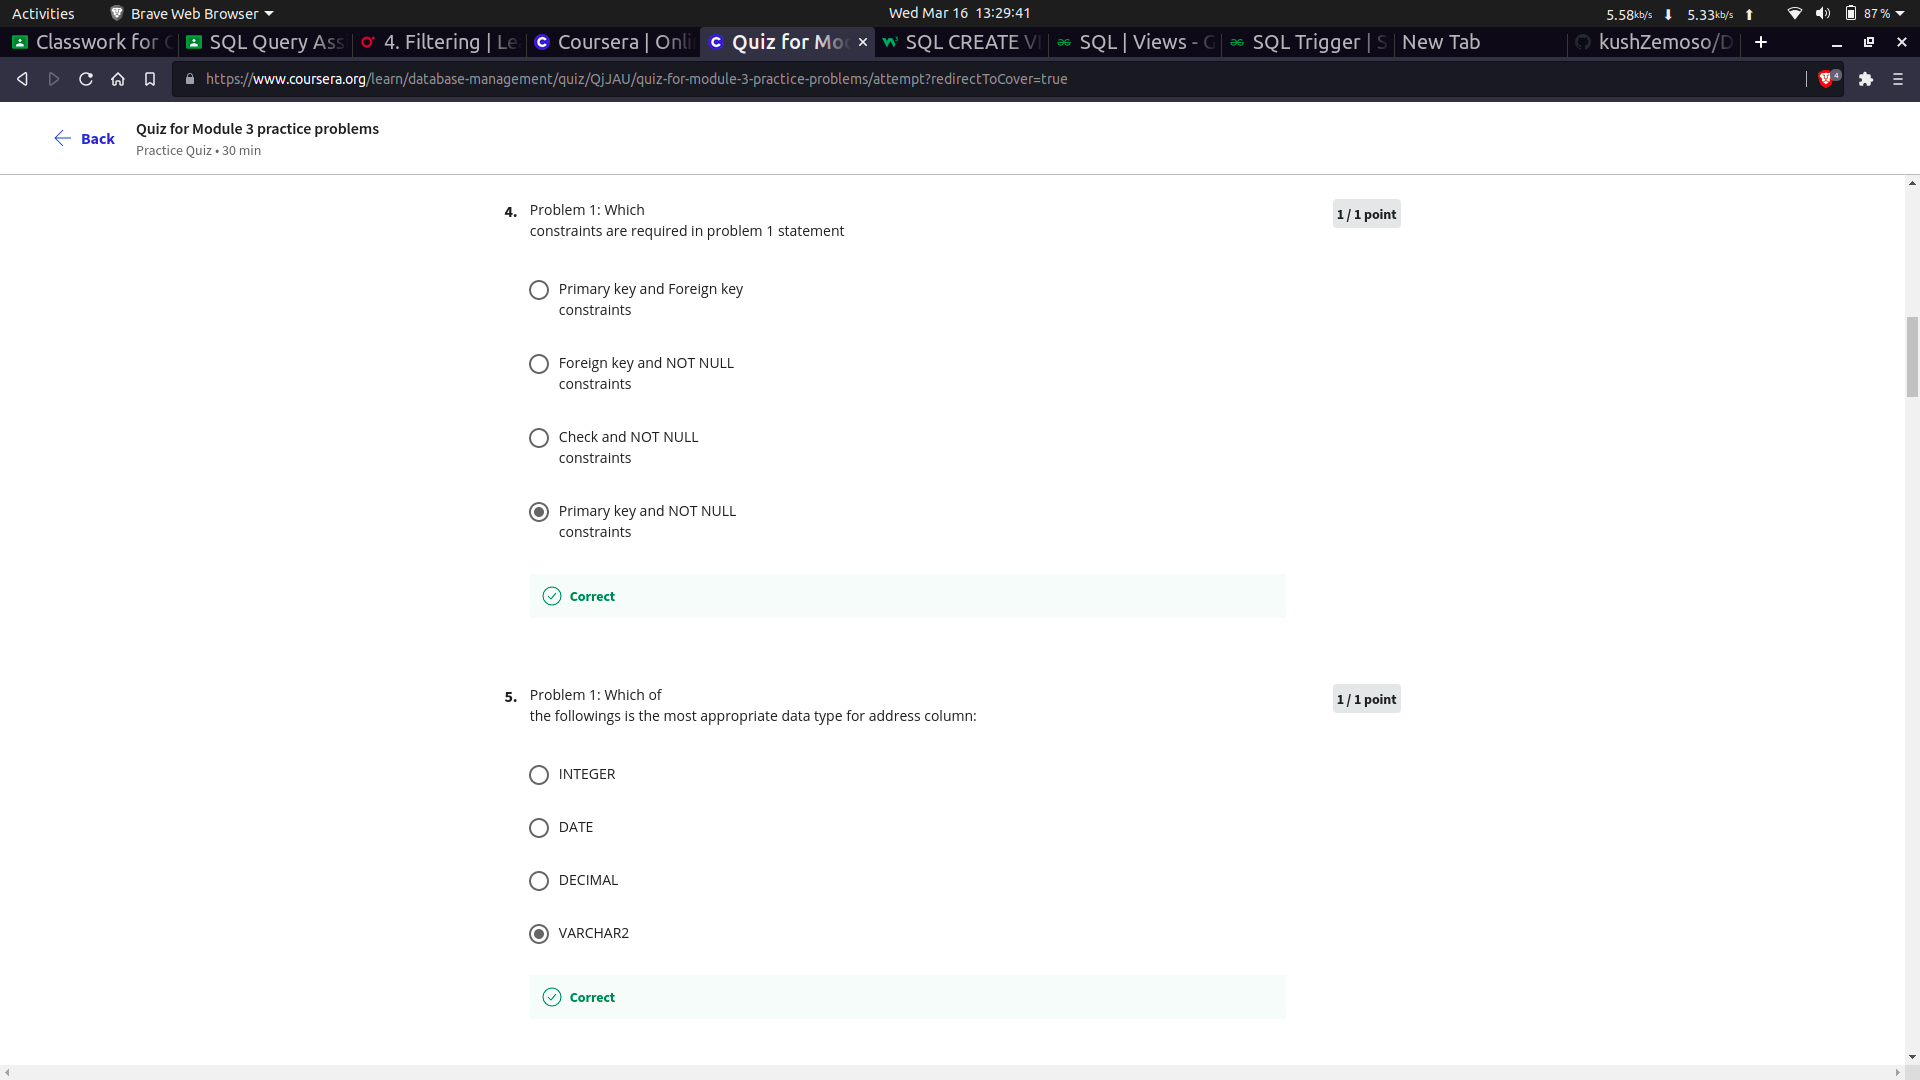 Activities Brave Web Browser Wed Mar 16 13:29:41 5.58kb/s 5.33kb/s 87 %
Classwork for SQL Query Ass 4. Filtering | Le Coursera | Onli Quiz for Mo SQL CREATE VI SQL | Views - G SQL Trigger | S New Tab kushZemoso/D
https://www.coursera.org/learn/database-management/quiz/QjJAU/quiz-for-module-3-practice-problems/attempt?redirectToCover=true 4
Back
Quiz for Module 3 practice problems
Practice Quiz • 30 min
4. Problem 1: Which
constraints are required in problem 1 statement
1 / 1 point
Primary key and Foreign key
constraints
Foreign key and NOT NULL
constraints
Check and NOT NULL
constraints
Primary key and NOT NULL
constraints
Correct
5. Problem 1: Which of
the followings is the most appropriate data type for address column:
1 / 1 point
INTEGER
DATE
DECIMAL
VARCHAR2
Correct